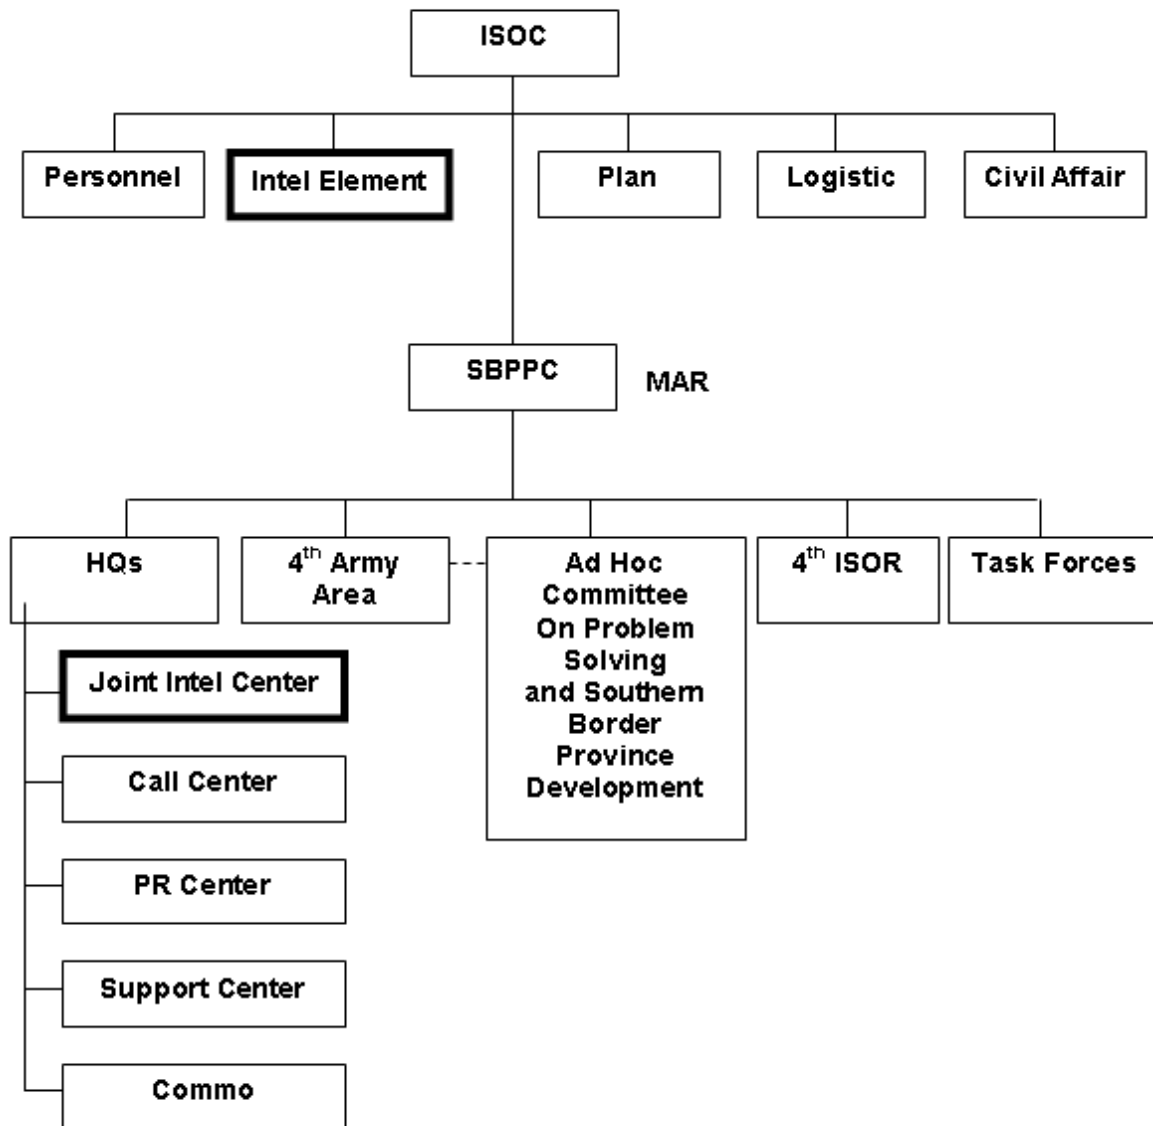 ISOC
Personnel
Intel Element
Plan
Logistic
Civil Affair
SBPPC
MAR
HQs
4th Army
Area
Ad Hoc
Committee
On Problem
Solving
and Southern
Border
Province
Development
4th ISOR
Task Forces
Joint Intel Center
Call Center
PR Center
Support Center
Commo